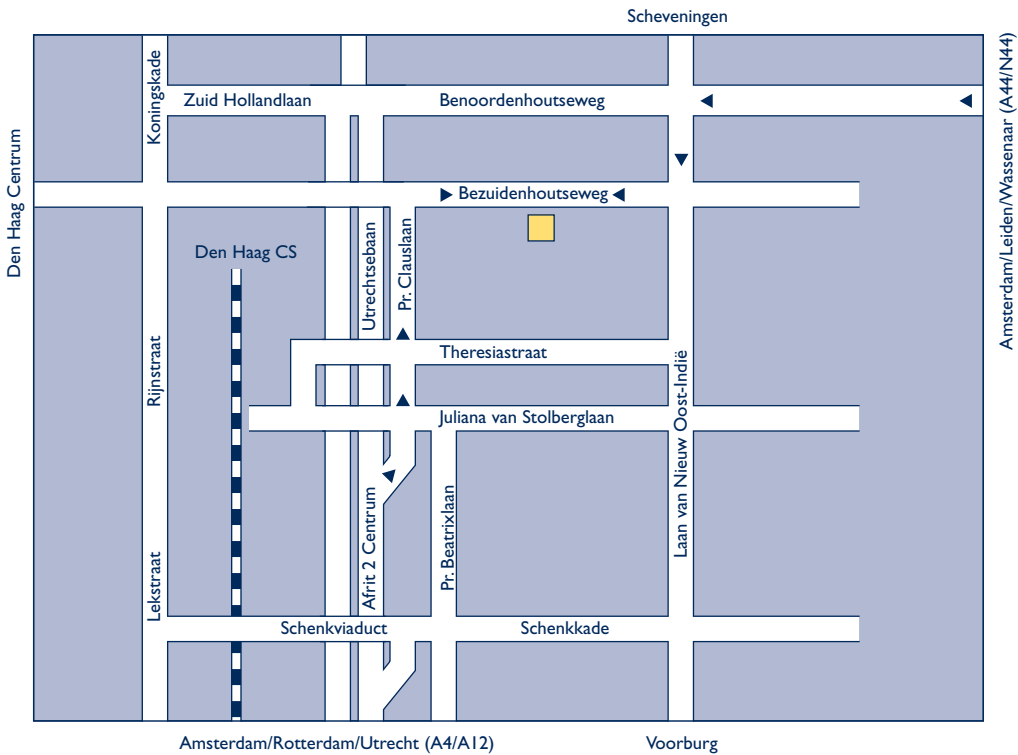 Scheveningen
Koningskade
Zuid Hollandlaan
Benoordenhoutseweg
Amsterdam/Leiden/Wassenaar (A44/N44)
Den Haag Centrum
Bezuidenhoutseweg
Den Haag CS
Utrechtsebaan
Pr. Clauslaan
Rijnstraat
Theresiastraat
Laan van Nieuw Oost-Indië
Juliana van Stolberglaan
Afrit 2 Centrum
Pr. Beatrixlaan
Lekstraat
Schenkviaduct
Schenkkade
Amsterdam/Rotterdam/Utrecht (A4/A12)
Voorburg